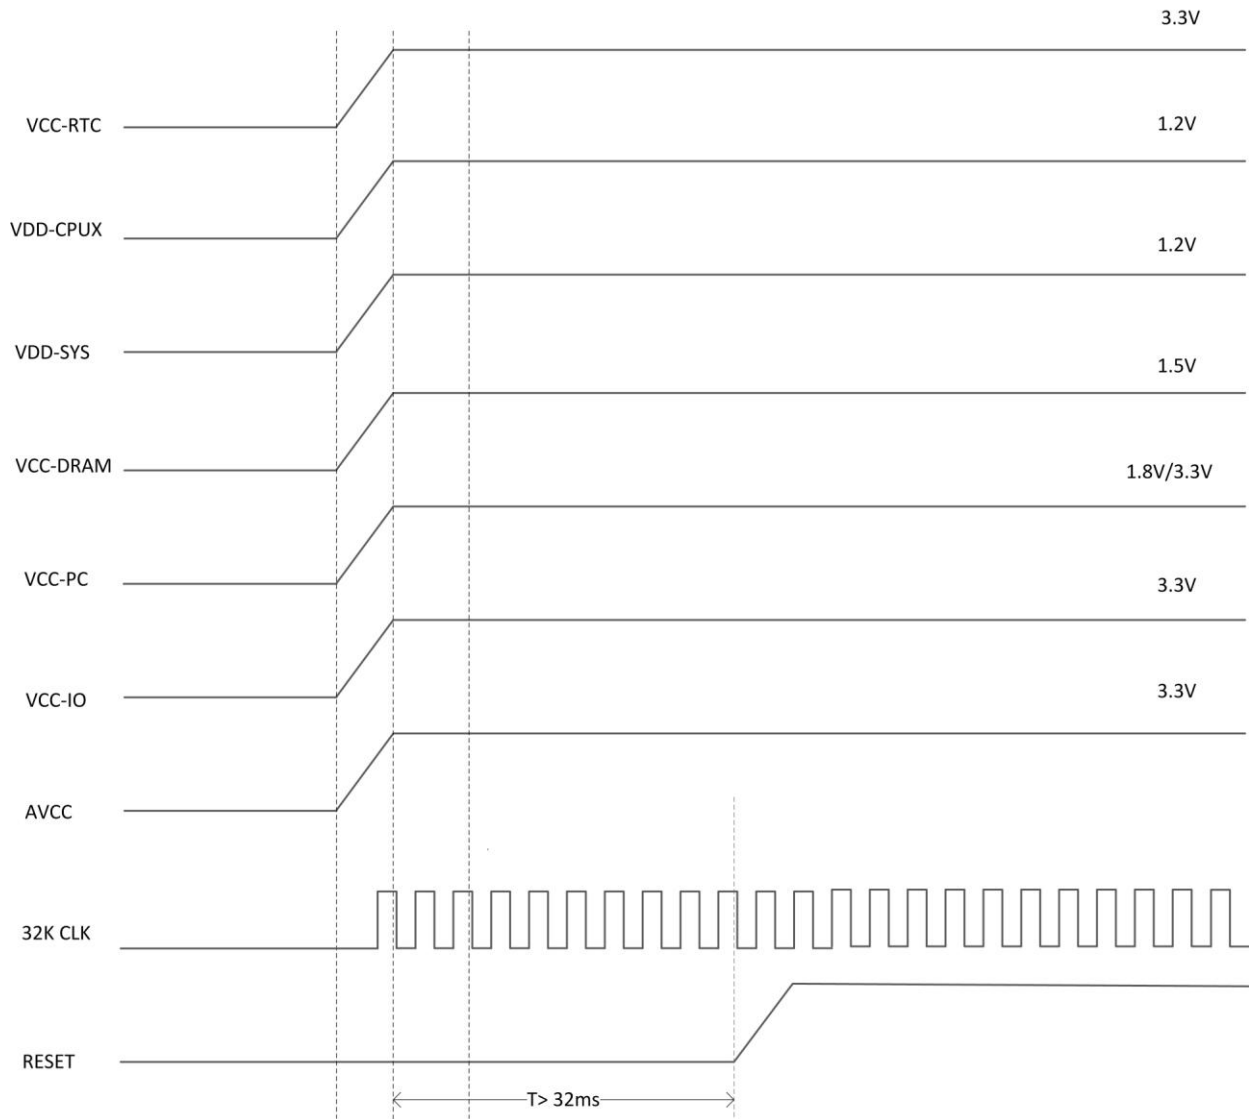 3.3V
VCC-RTC
1.2V
VDD-CPUX
1.2V
VDD-SYS
1.5V
VCC-DRAM
1.8V/3.3V
VCC-PC
3.3V
VCC-IO
3.3V
AVCC
32K CLK
RESET
T> 32ms